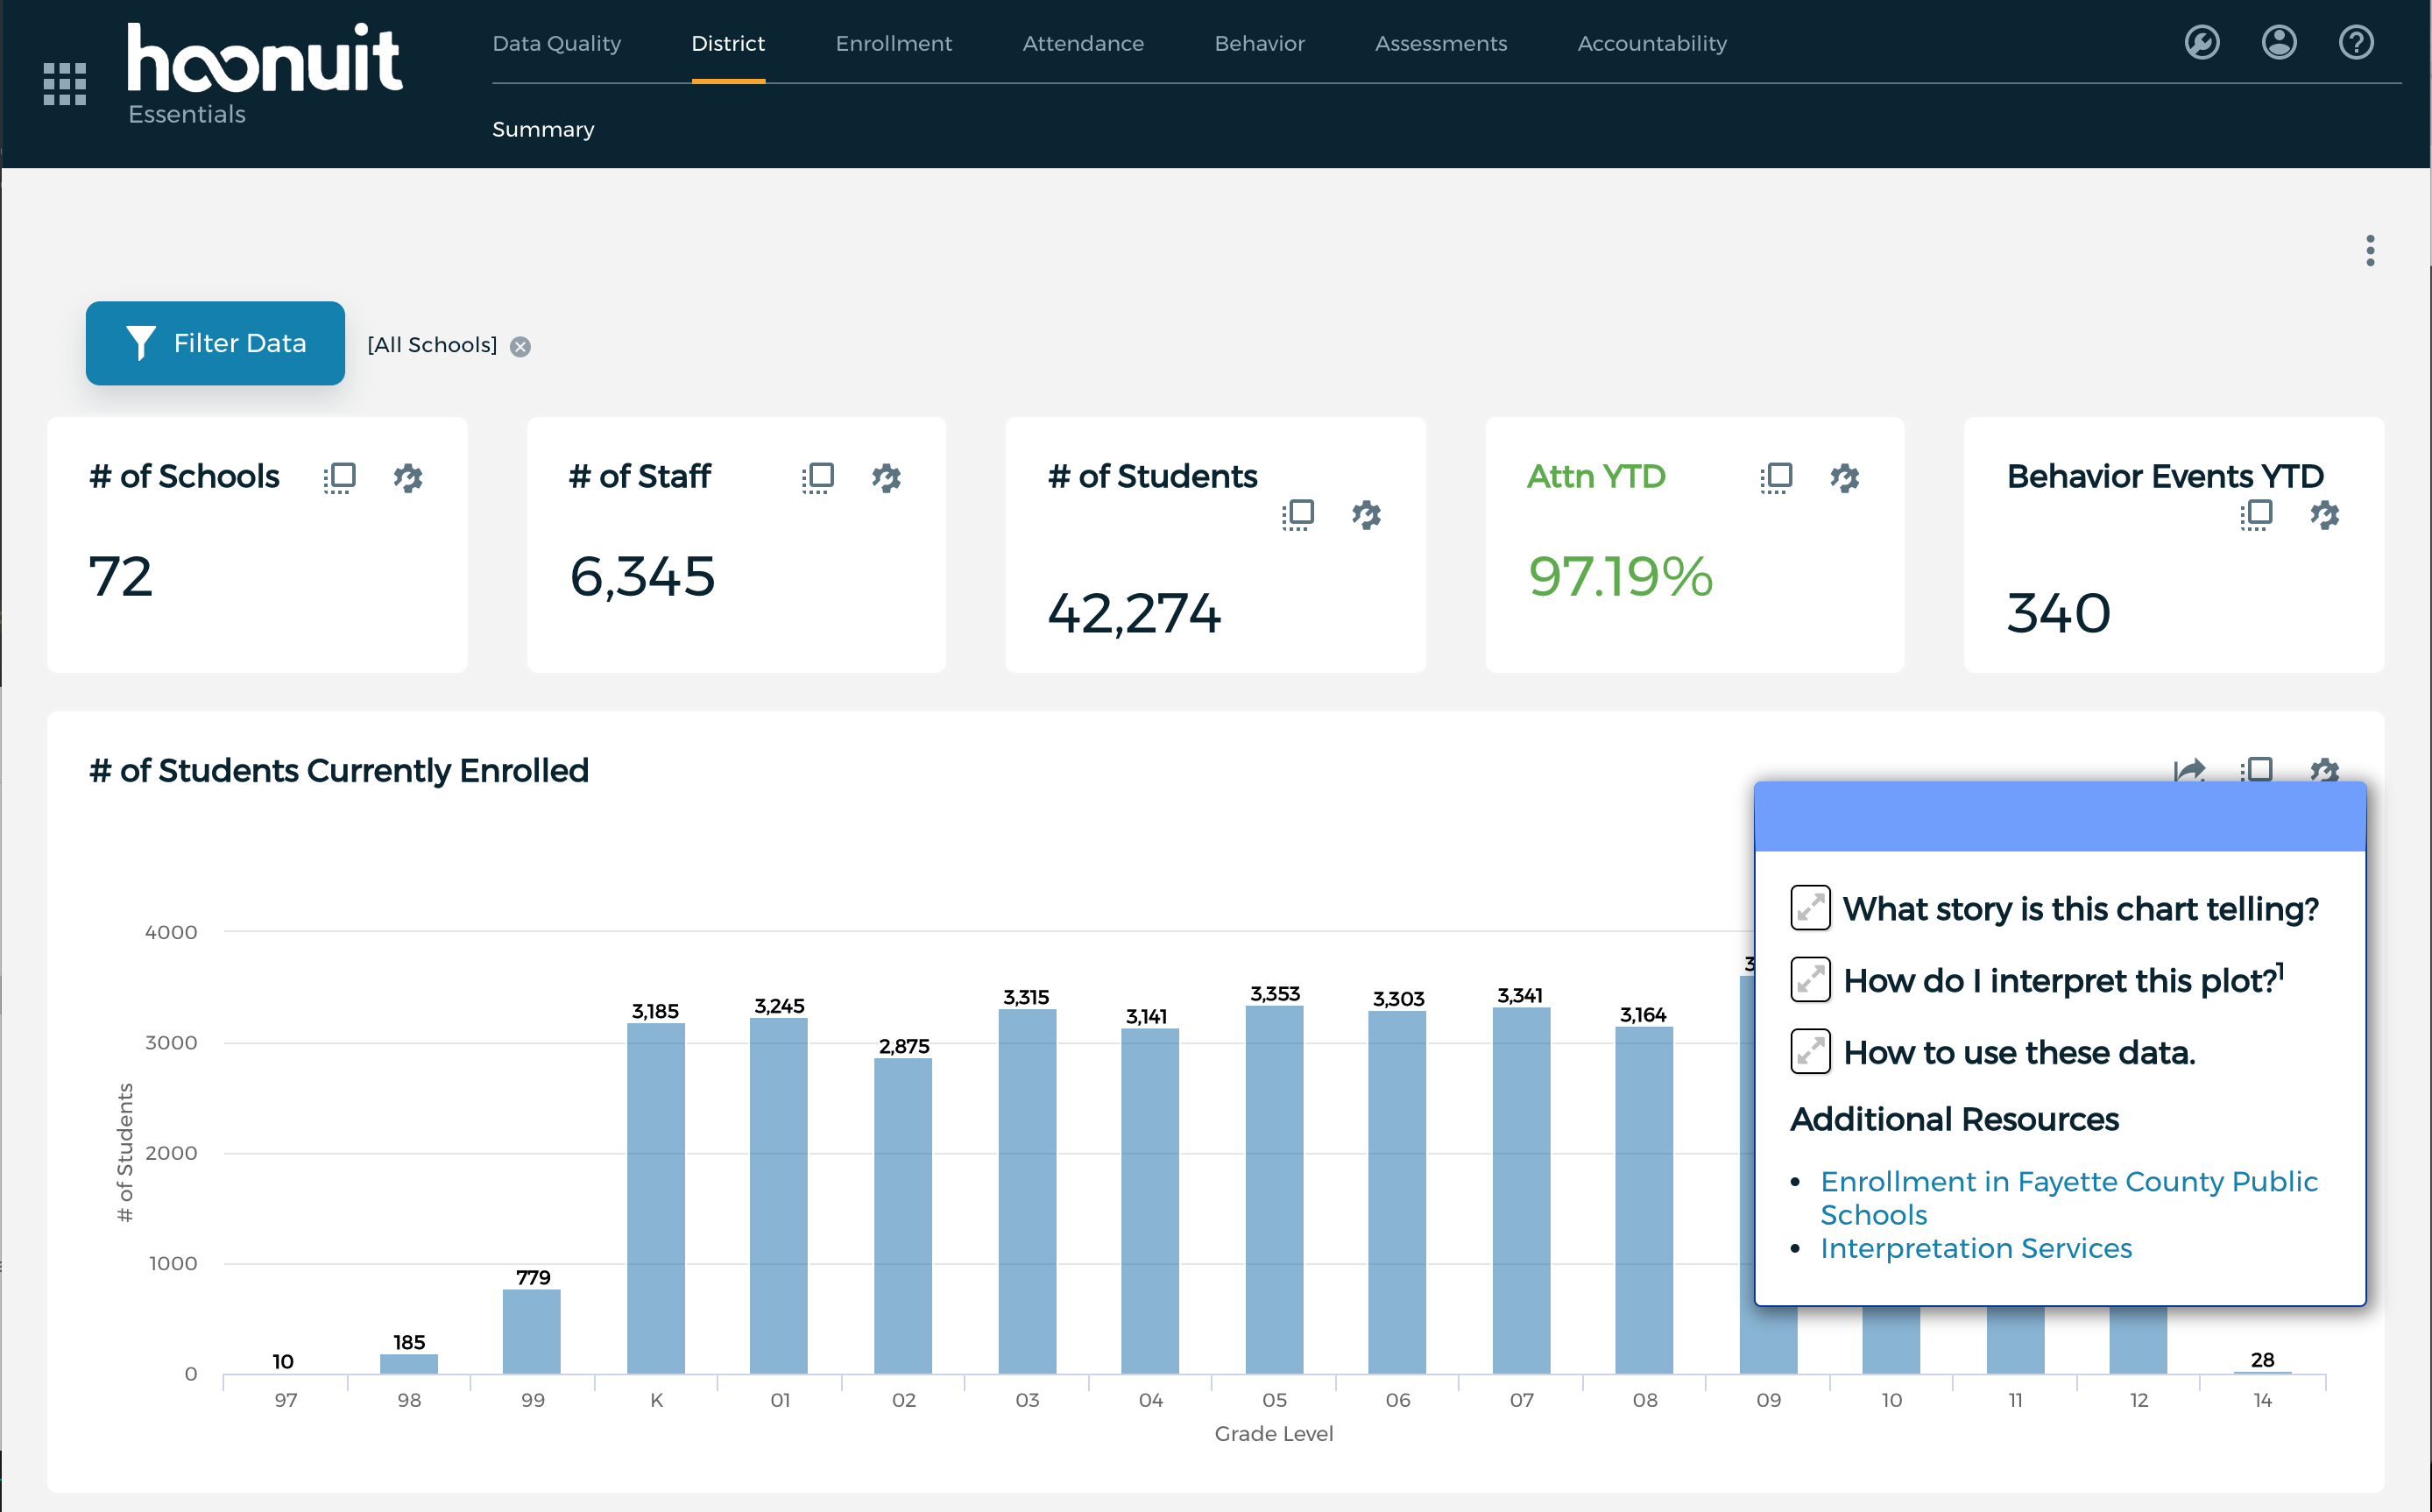 hoonuit
Essentials
Data Quality
District
Enrollment
Attendance
Behavior
Assessments
Accountability
Summary
Filter Data
[All Schools]
# of Schools
72
# of Staff
6,345
# of Students
42,274
Attn YTD
97.19%
Behavior Events YTD
340
# of Students Currently Enrolled
What story is this chart telling?
How do I interpret this plot?1
How to use these data.
Additional Resources
• Enrollment in Fayette County Public
Schools
• Interpretation Services
# of Students
4000
3000
2000
1000
0
10
185
779
3,185
3,245
2,875
3,315
3,141
3,353
3,303
3,341
3,164
28
97
98
99
K
01
02
03
04
05
06
07
08
09
10
11
12
14
Grade Level